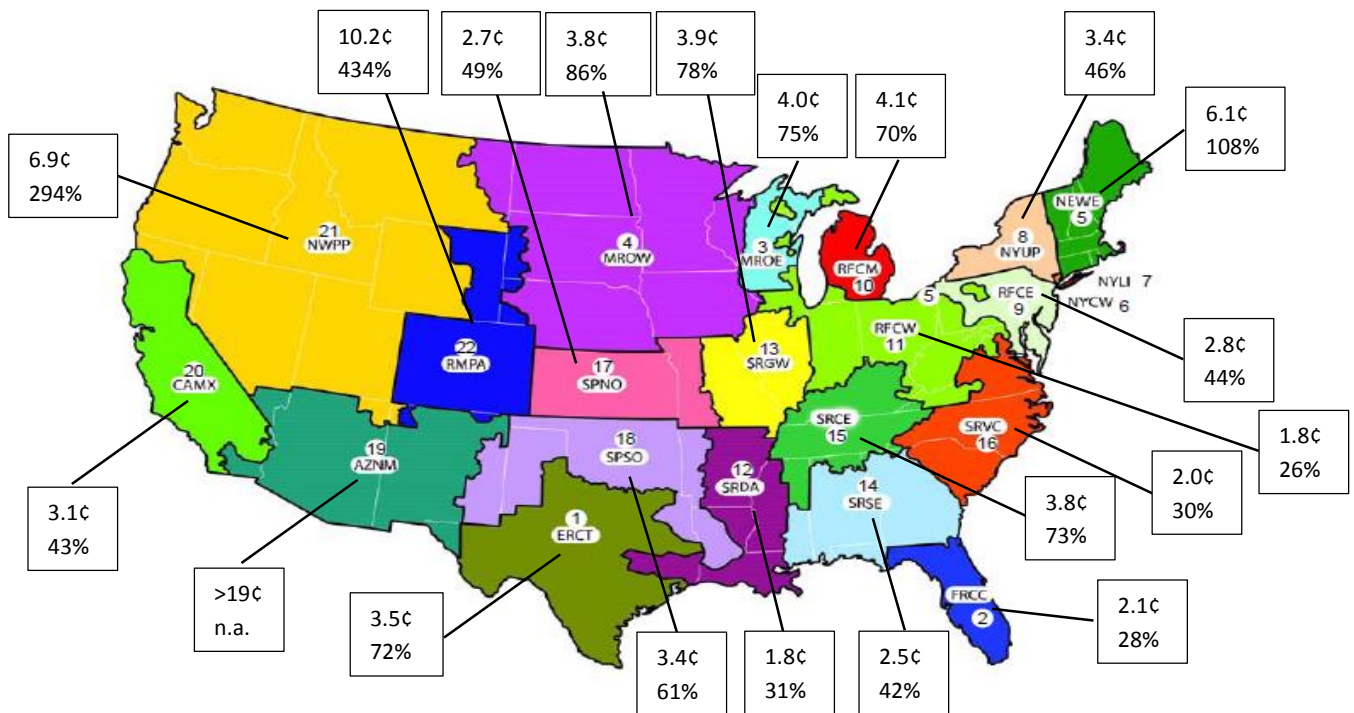 10.2¢
434%
2.7¢
49%
3.8¢
86%
3.9¢
78%
4.0¢
75%
4.1¢
70%
3.4¢
46%
6.1¢
108%
6.9¢
294%
21
NWPP
4
MROW
3
MROE
RFCM
10
8
NYUP
NEWE
5
NYLI 7
NYCW 6
5
RFCE
9
RFCW
11
2.8¢
44%
20
CAMX
22
RMPA
17
SPNO
13
SRGW
SRCE
15
SRVC
16
1.8¢
26%
19
AZNM
18
SPSO
12
SRDA
14
SRSE
1
ERCT
FRCC
2
2.0¢
30%
3.8¢
73%
3.1¢
43%
>19¢
n.a.
3.5¢
72%
3.4¢
61%
1.8¢
31%
2.5¢
42%
2.1¢
28%